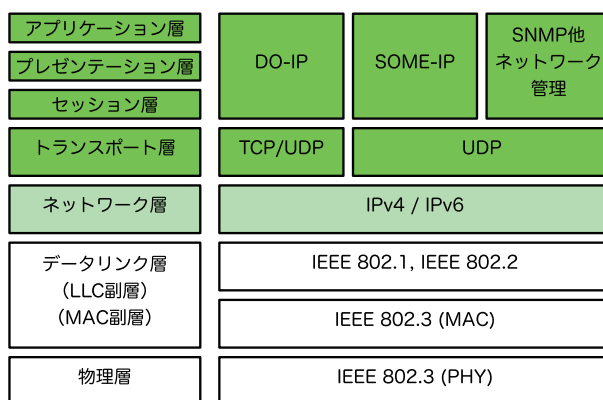 アプリケーション層
プレゼンテーション層
セッション層
DO-IP
SOME-IP
SNMP他
ネットワーク
管理
トランスポート層
TCP/UDP
UDP
ネットワーク層
IPv4 / IPv6
データリンク層
（LLC副層）
（MAC副層）
IEEE 802.1, IEEE 802.2
IEEE 802.3 (MAC)
物理層
IEEE 802.3 (PHY)